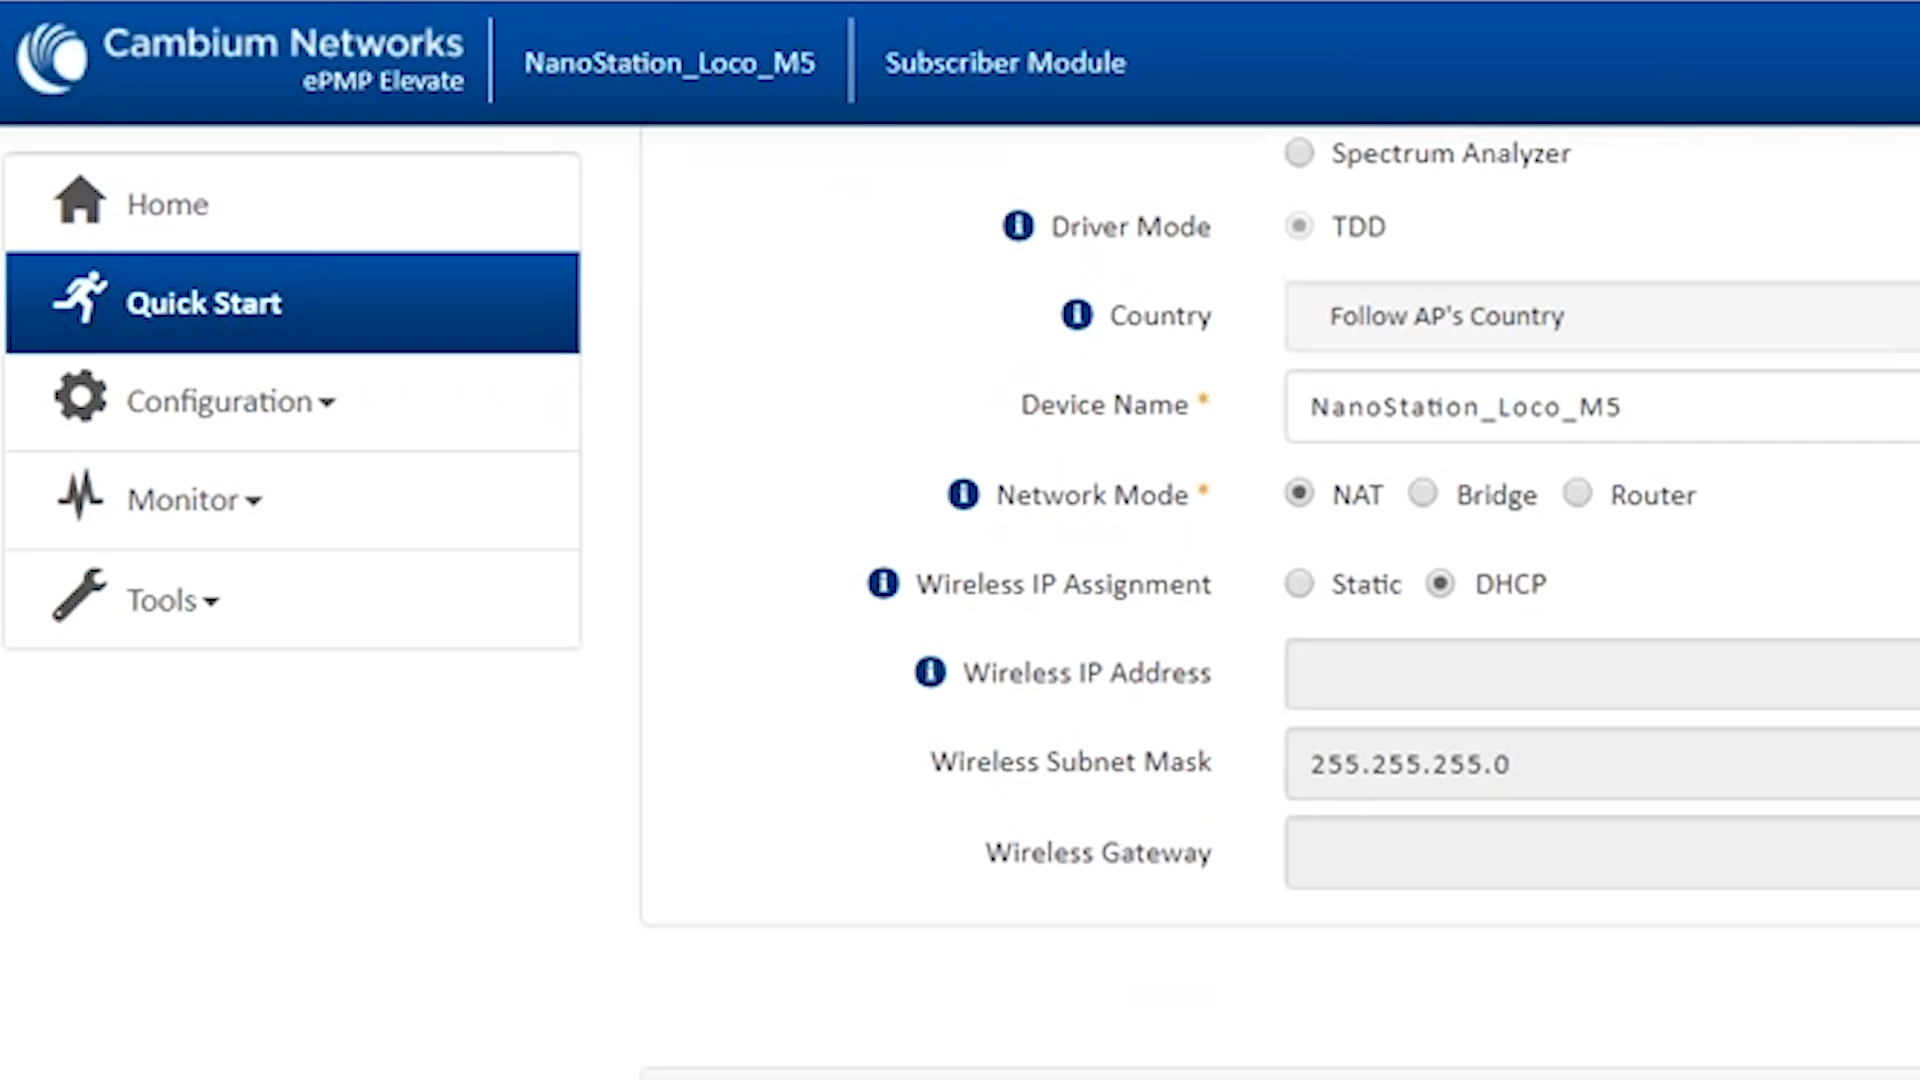 Cambium Networks
ePMP Elevate
NanoStation_Loco_M5
Subscriber Module
Home
Quick Start
Configuration
Monitor
Tools
Spectrum Analyzer
Driver Mode TDD
Country Follow AP's Country
Device Name * NanoStation_Loco_M5
Network Mode * NAT Bridge Router
Wireless IP Assignment Static DHCP
Wireless IP Address
Wireless Subnet Mask 255.255.255.0
Wireless Gateway